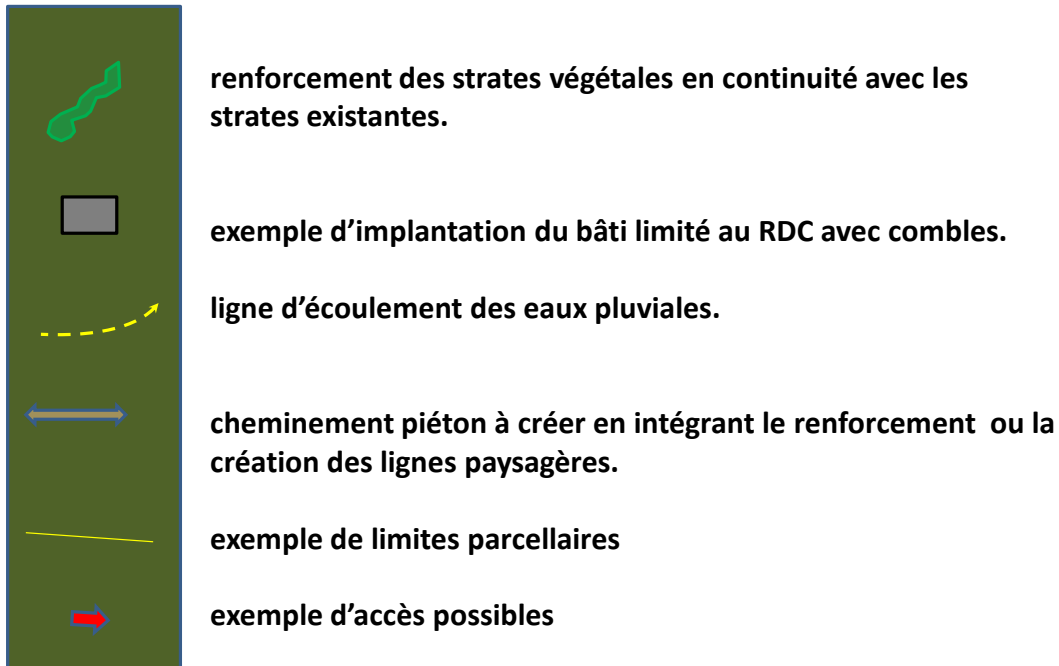 renforcement des strates végétales en continuité avec les
strates existantes.
exemple d'implantation du bâti limité au RDC avec combles.
ligne d'écoulement des eaux pluviales.
cheminement piéton à créer en intégrant le renforcement  ou la
création des lignes paysagères.
exemple de limites parcellaires
exemple d'accès possibles